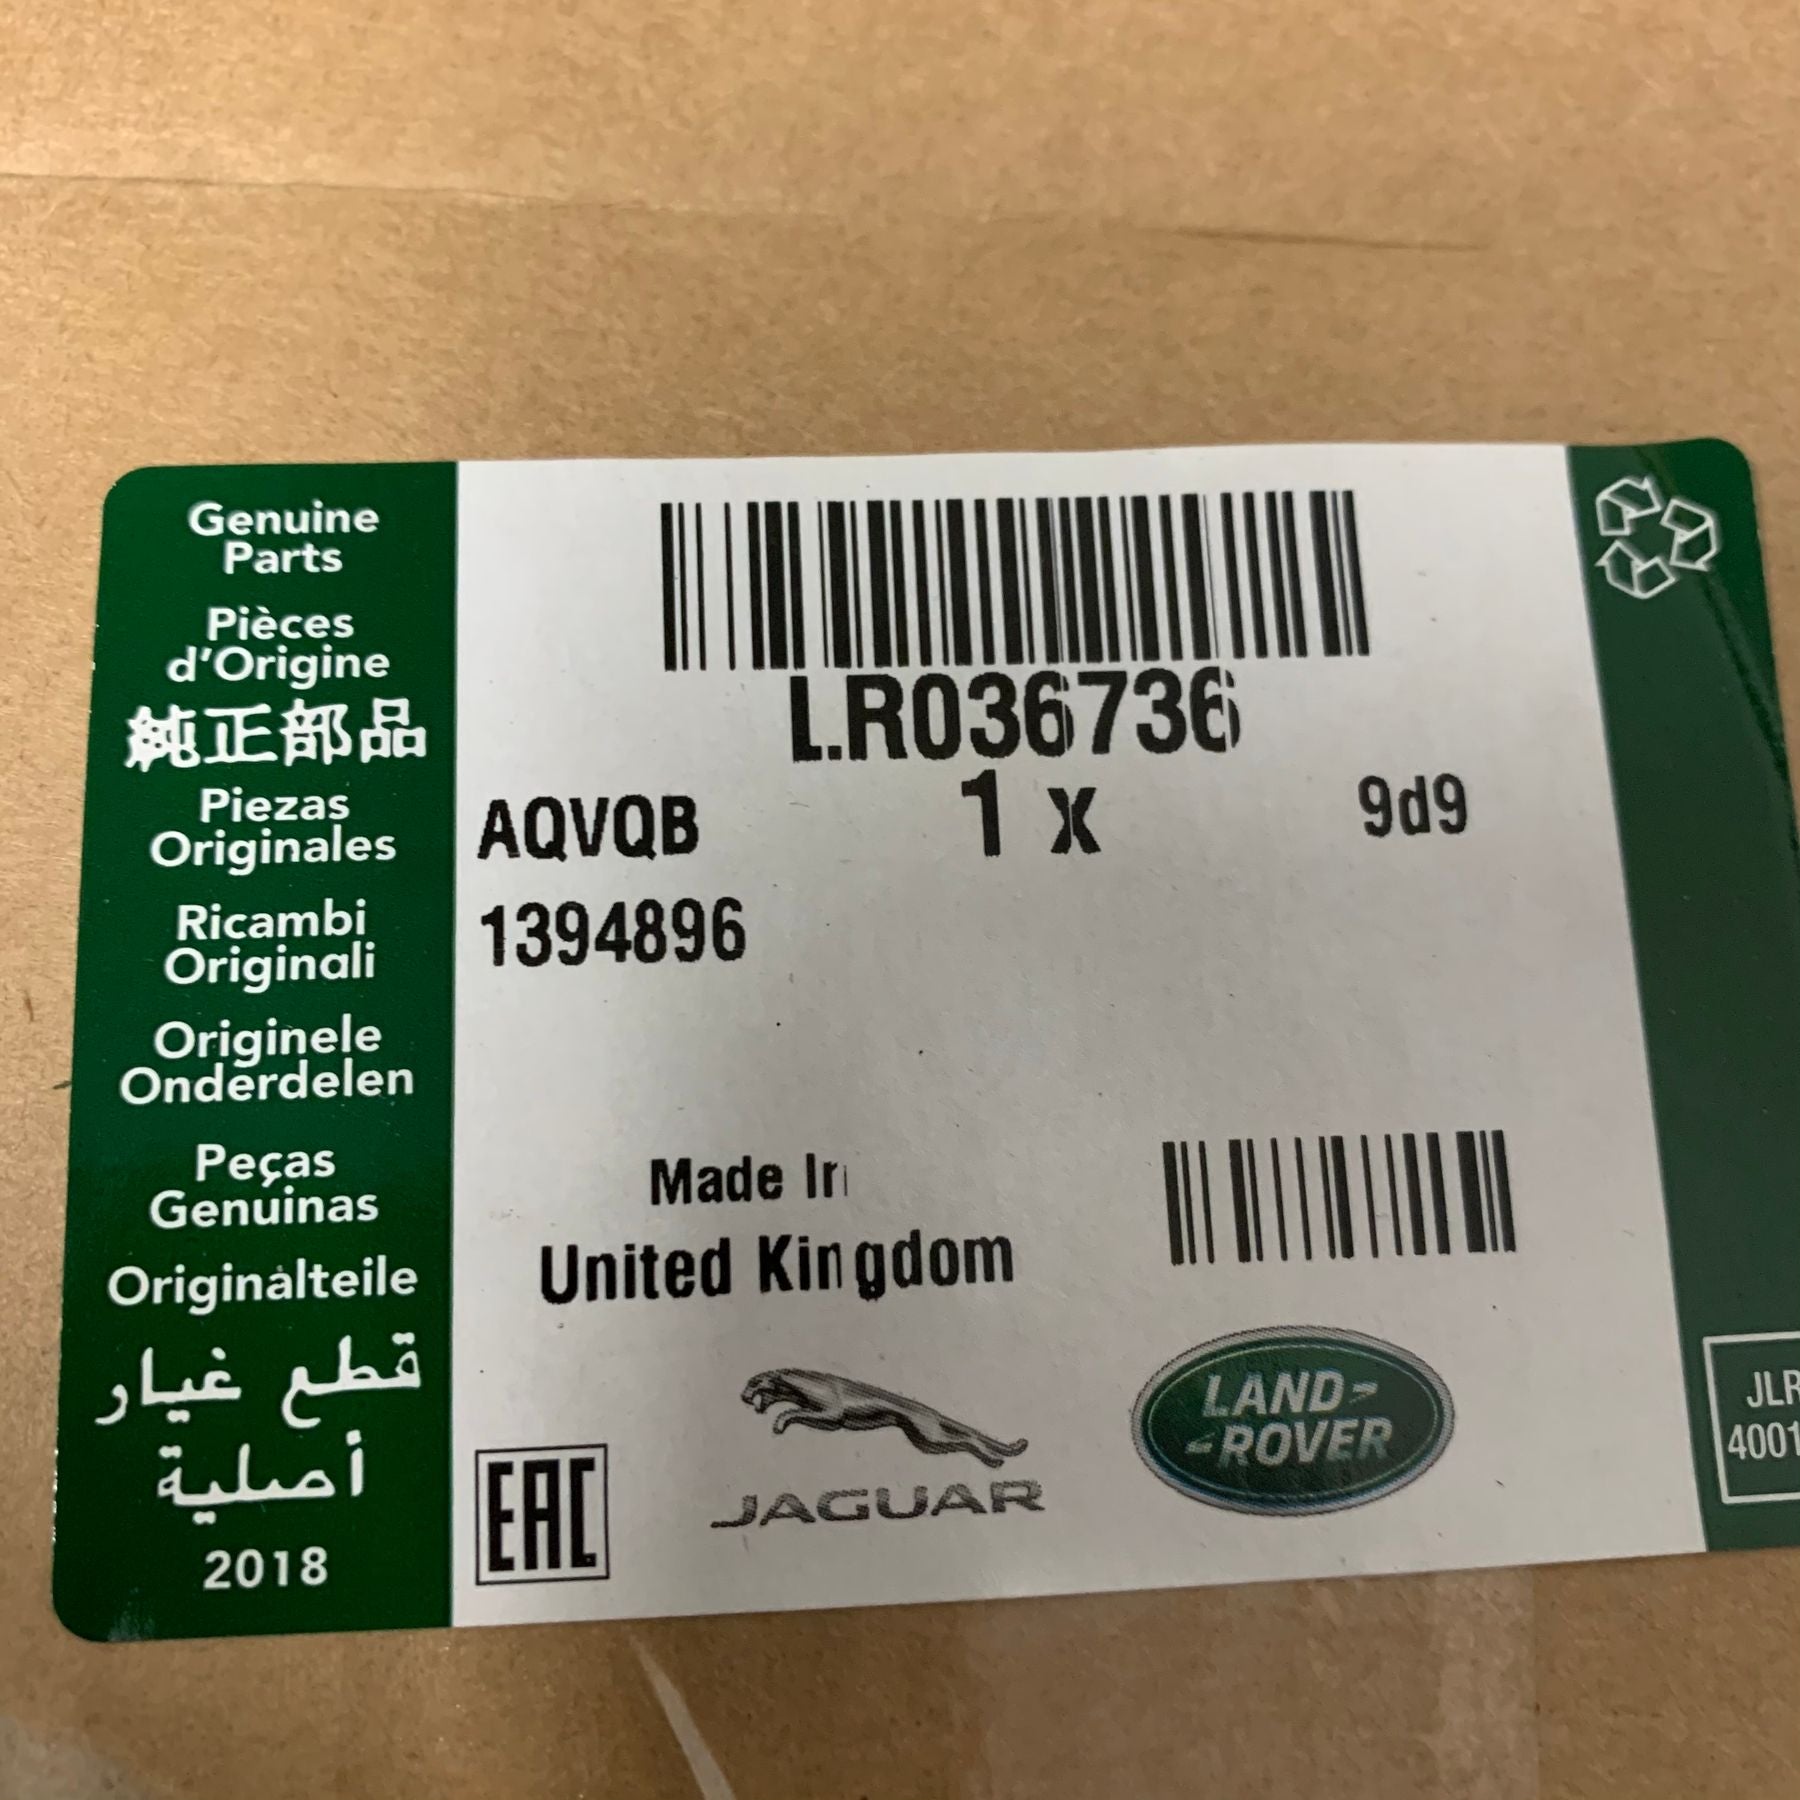 Genuine
Parts
Pièces
d'Origine
純正部品
Piezas
Originales
Ricambi
Originali
Originele
Onderdelen
Peças
Genuinas
Originalteile
قطع غيار
أصلية
2018
LR036736
AQVQB 1 x 9d9
1394896
Made In
United Kingdom
EAC
JAGUAR
LAND-
-ROVER
JLR
4001